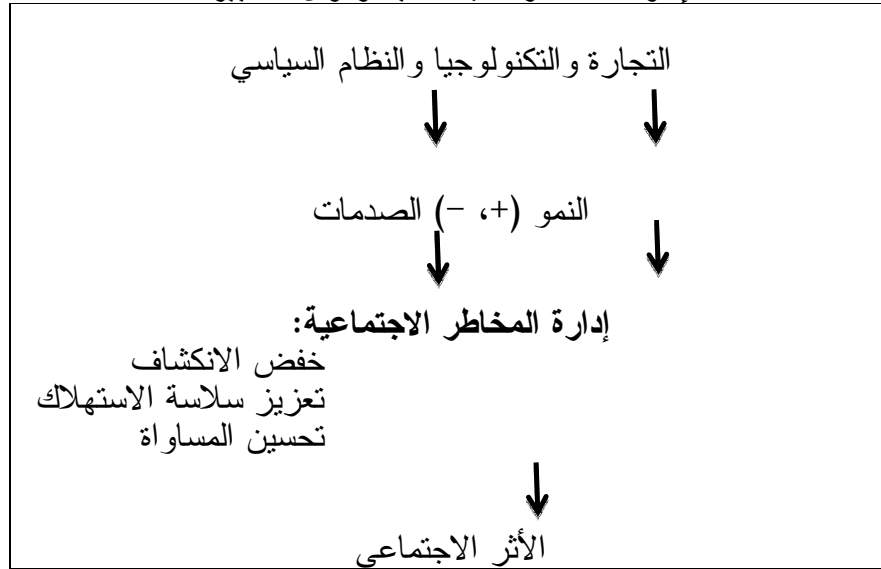 التجارة والتكنولوجيا والنظام السياسي
النمو (+، −) الصدمات
إدارة المخاطر الاجتماعية:
خفض الانكشاف
تعزيز سلاسة الاستهلاك
تحسين المساواة
الأثر الاجتماعي